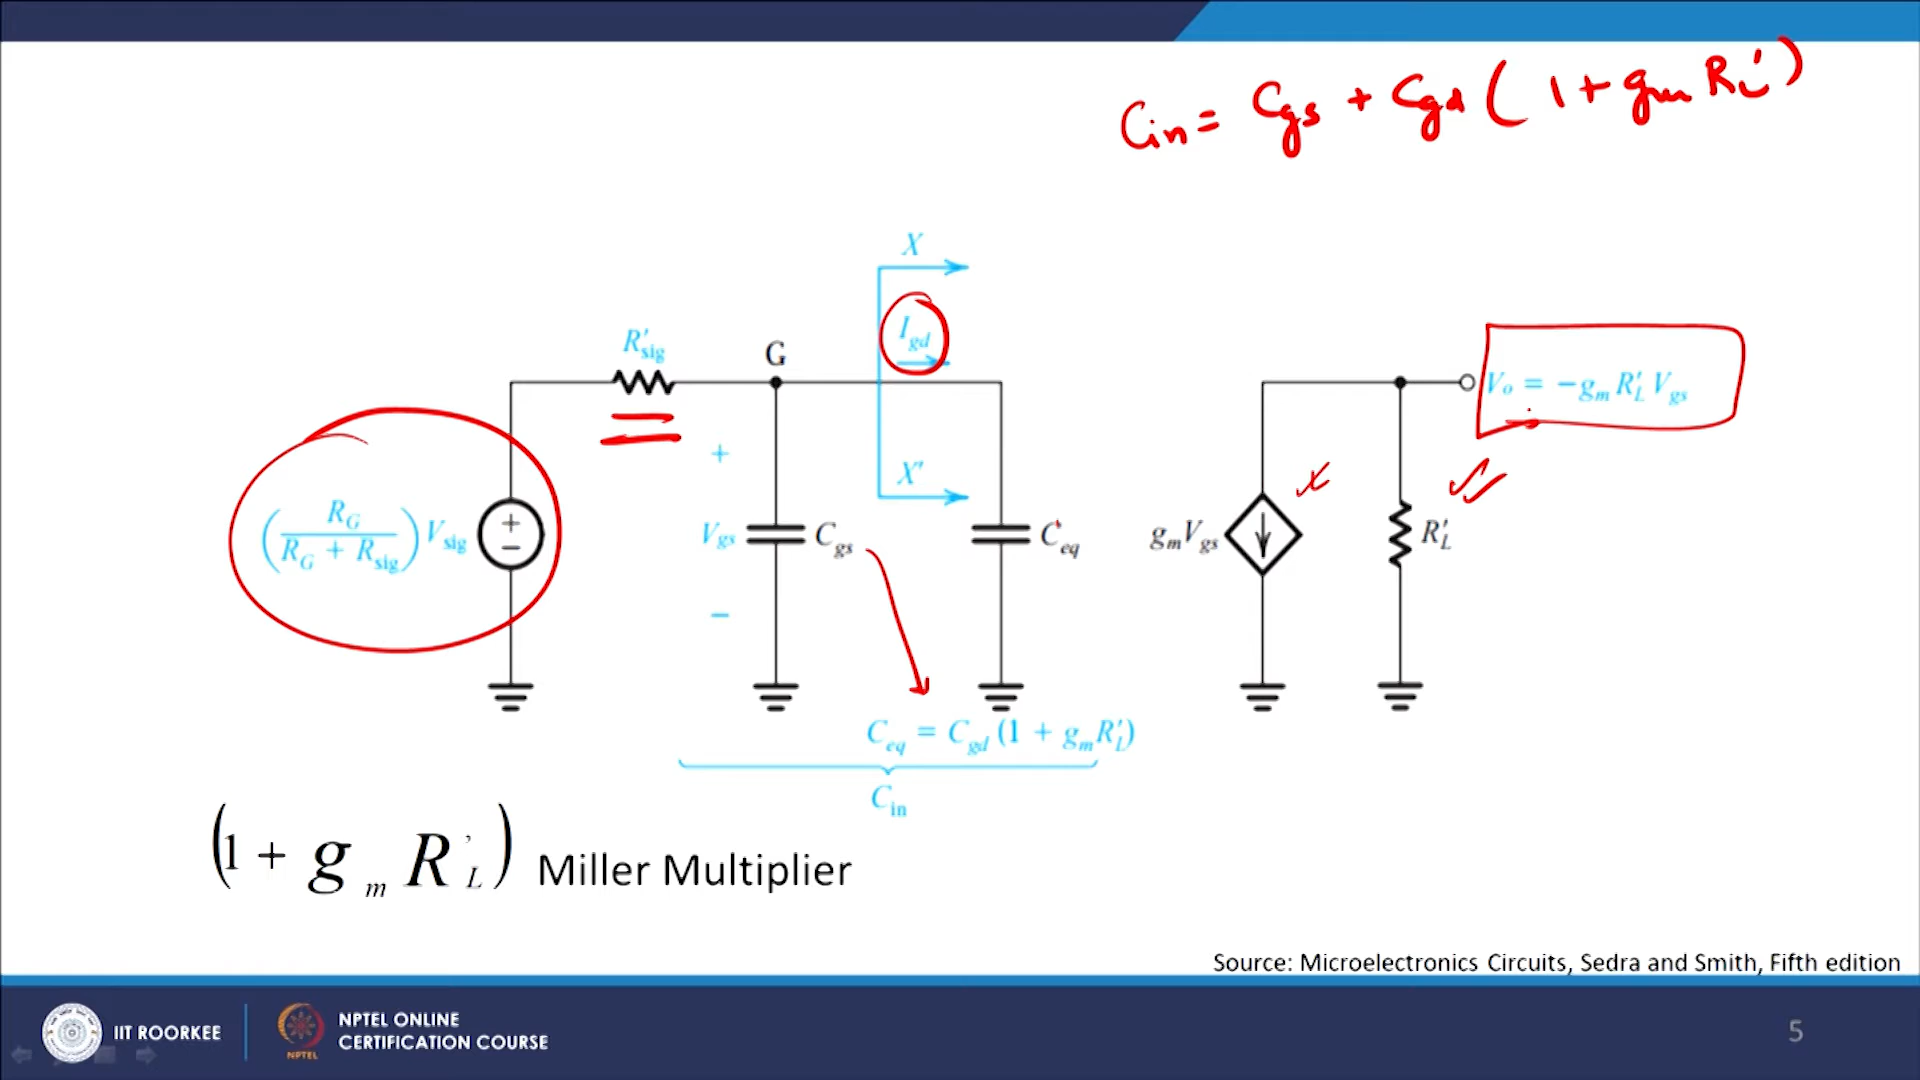 Cin = Cgs + Cgd ( 1 + gm RL' )
X
Igd
R'sig
G
Vo = −gm R'L Vgs
+
X'
(RG / (RG + Rsig)) Vsig
+
−
Vgs
Cgs
Ceq
gmVgs
R'L
−
Ceq = Cgd (1 + gmR'L)
Cin
(1 + g m R 'L) Miller Multiplier
Source: Microelectronics Circuits, Sedra and Smith, Fifth edition
IIT ROORKEE
NPTEL
NPTEL ONLINE
CERTIFICATION COURSE
5